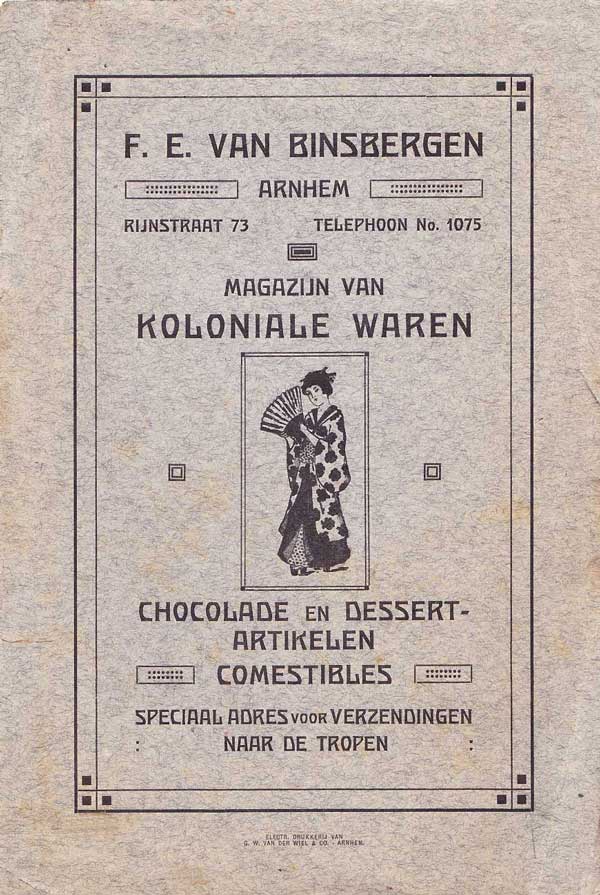 F. E. VAN BINSBERGEN
ARNHEM
RIJNSTRAAT 73 TELEPHOON No. 1075
MAGAZIJN VAN
KOLONIALE WAREN
CHOCOLADE EN DESSERT-
ARTIKELEN
COMESTIBLES
SPECIAAL ADRES VOOR VERZENDINGEN
: NAAR DE TROPEN :
ELECTR. DRUKKERIJ VAN
G. W. VAN DER WIEL & CO. - ARNHEM.